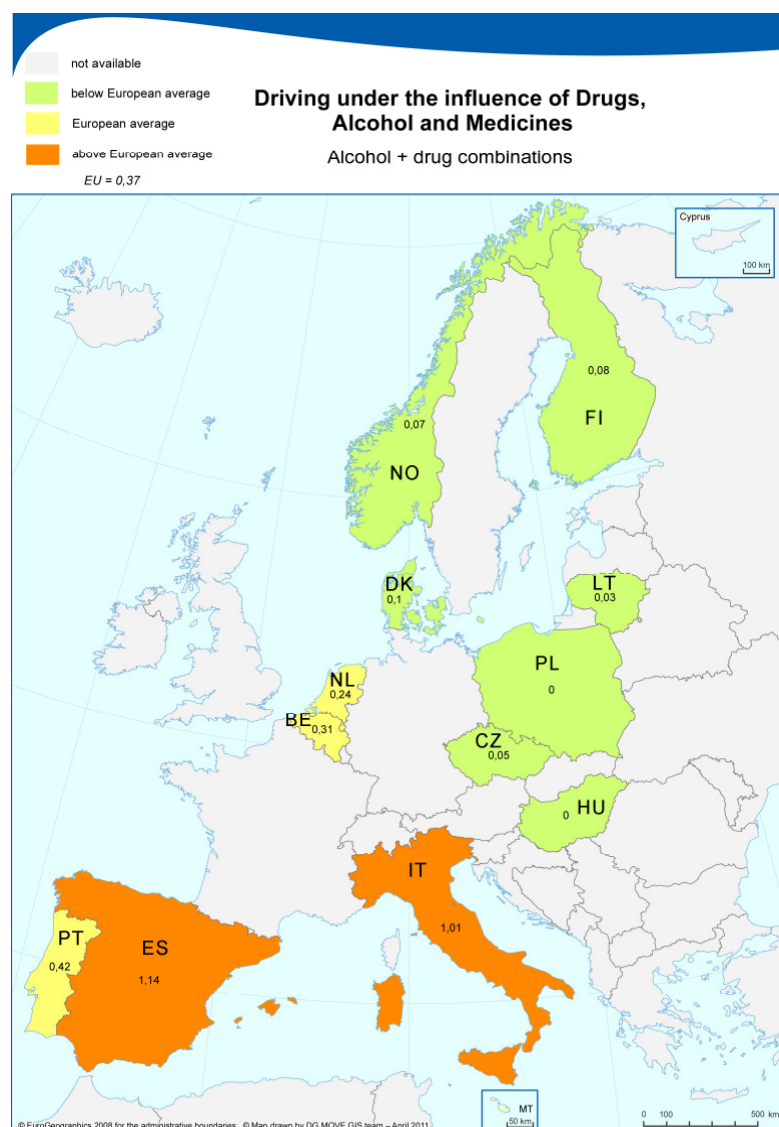 not available
below European average
European average
above European average
EU = 0,37
Driving under the influence of Drugs,
Alcohol and Medicines
Alcohol + drug combinations
Cyprus
100 km
0,08
FI
0,07
NO
DK
0,1
LT
0,03
PL
0
NL
0,24
BE
0,31
CZ
0,05
HU
0
IT
1,01
PT
0,42
ES
1,14
MT
50 km
0 100 500 km
© EuroGeographics 2008 for the administrative boundaries; © Map drawn by DG MOVE GIS team – April 2011